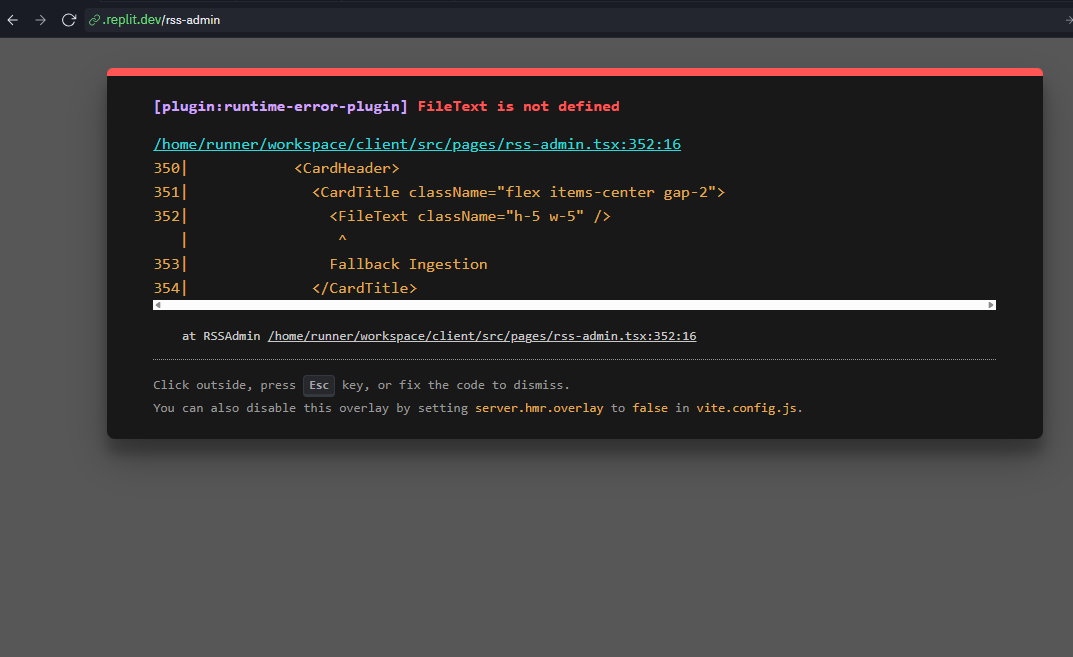 .replit.dev/rss-admin
[plugin:runtime-error-plugin] FileText is not defined
/home/runner/workspace/client/src/pages/rss-admin.tsx:352:16
350|            <CardHeader>
351|              <CardTitle className="flex items-center gap-2">
352|                <FileText className="h-5 w-5" />
   |                 ^
353|                Fallback Ingestion
354|              </CardTitle>
at RSSAdmin /home/runner/workspace/client/src/pages/rss-admin.tsx:352:16
Click outside, press Esc key, or fix the code to dismiss.
You can also disable this overlay by setting server.hmr.overlay to false in vite.config.js.